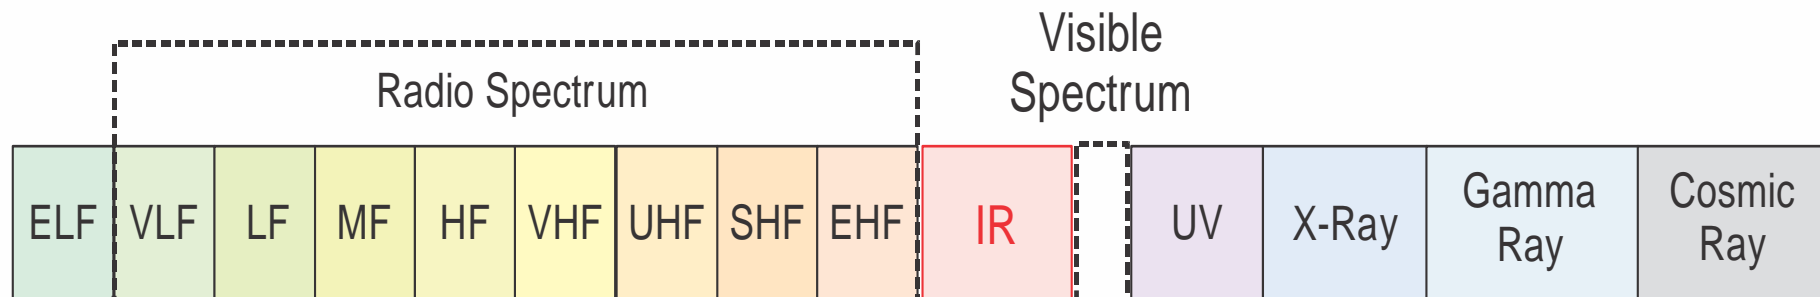 Visible
Spectrum
Radio Spectrum
ELF VLF LF MF HF VHF UHF SHF EHF IR UV X-Ray Gamma Ray Cosmic Ray